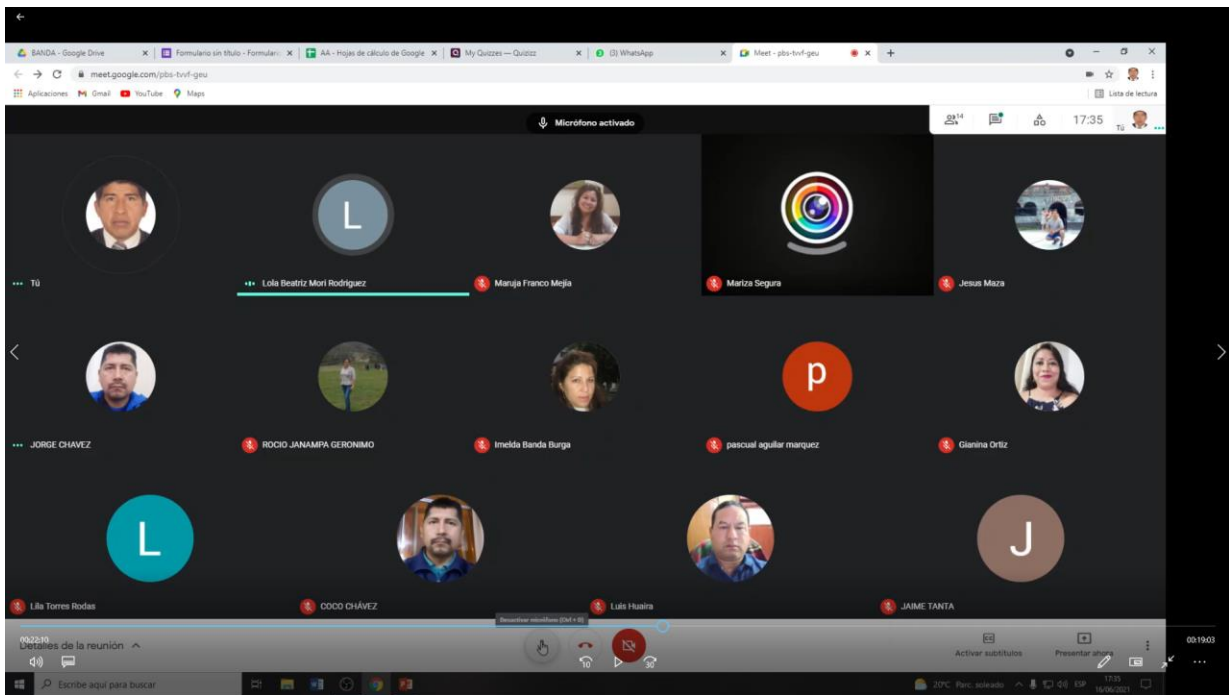 BANDA - Google Drive
Formulario sin título - Formulari
AA - Hojas de cálculo de Google
My Quizzes — Quizizz
(3) WhatsApp
Meet - pbs-tvvf-geu
meet.google.com/pbs-tvvf-geu
Aplicaciones
Gmail
YouTube
Maps
Lista de lectura
Micrófono activado
14
17:35
Tú
L
Tú
Lola Beatriz Mori Rodriguez
Maruja Franco Mejía
Mariza Segura
Jesus Maza
p
JORGE CHAVEZ
ROCIO JANAMPA GERONIMO
Imelda Banda Burga
pascual aguilar marquez
Gianina Ortiz
L
J
Lila Torres Rodas
COCO CHÁVEZ
Luis Huaira
JAIME TANTA
Desactivar micrófono (Ctrl + D)
00:22:10
00:19:03
Detalles de la reunión
Activar subtítulos
Presentar ahora
10
30
Escribe aquí para buscar
20°C Parc. soleado
ESP
17:35
16/06/2021